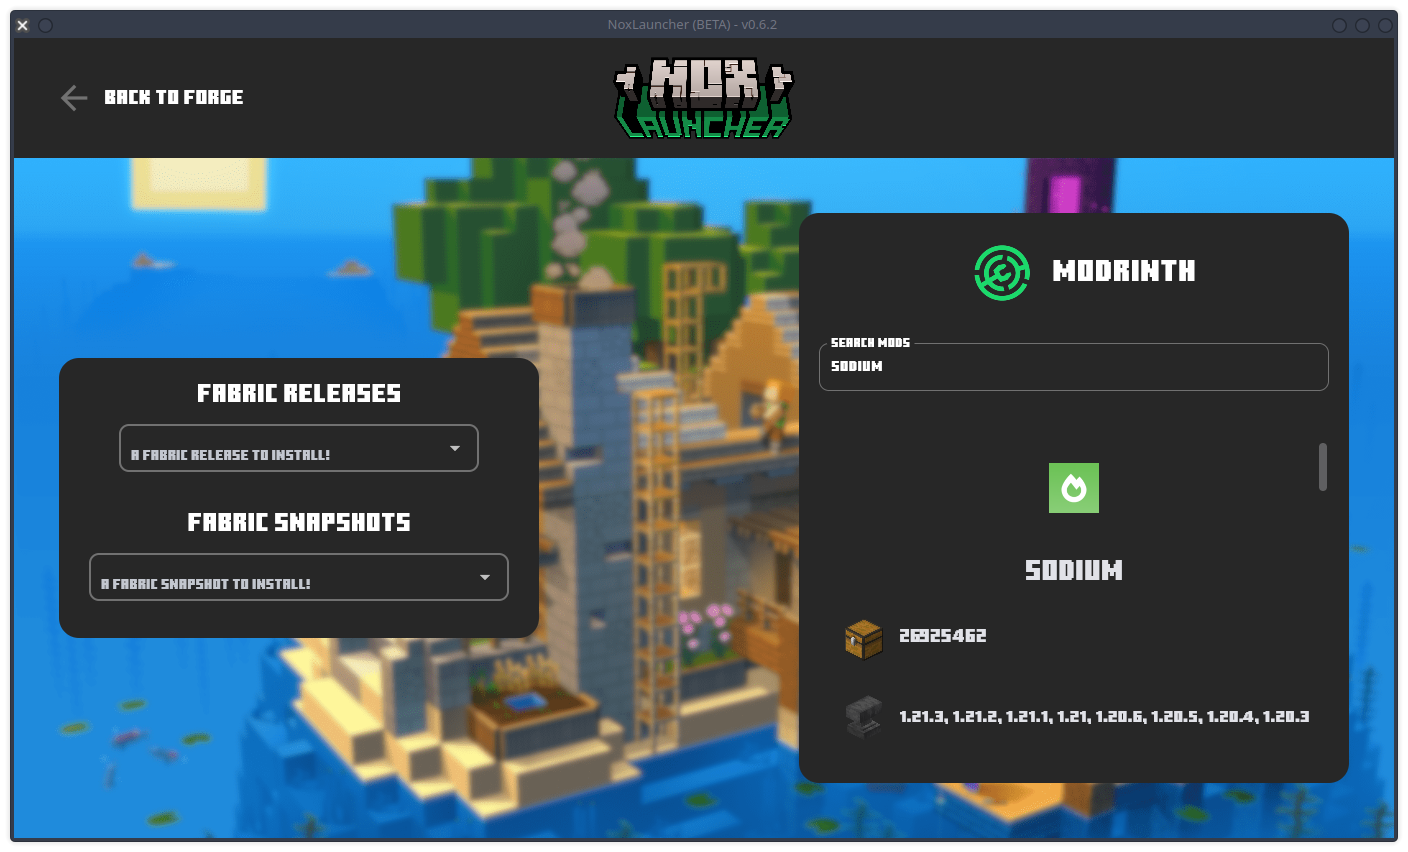 NoxLauncher (BETA) - v0.6.2
BACK TO FORGE
NOX
LAUNCHER
FABRIC RELEASES
A FABRIC RELEASE TO INSTALL!
FABRIC SNAPSHOTS
A FABRIC SNAPSHOT TO INSTALL!
MODRINTH
SEARCH MODS
SODIUM
SODIUM
26925462
1.21.3, 1.21.2, 1.21.1, 1.21, 1.20.6, 1.20.5, 1.20.4, 1.20.3